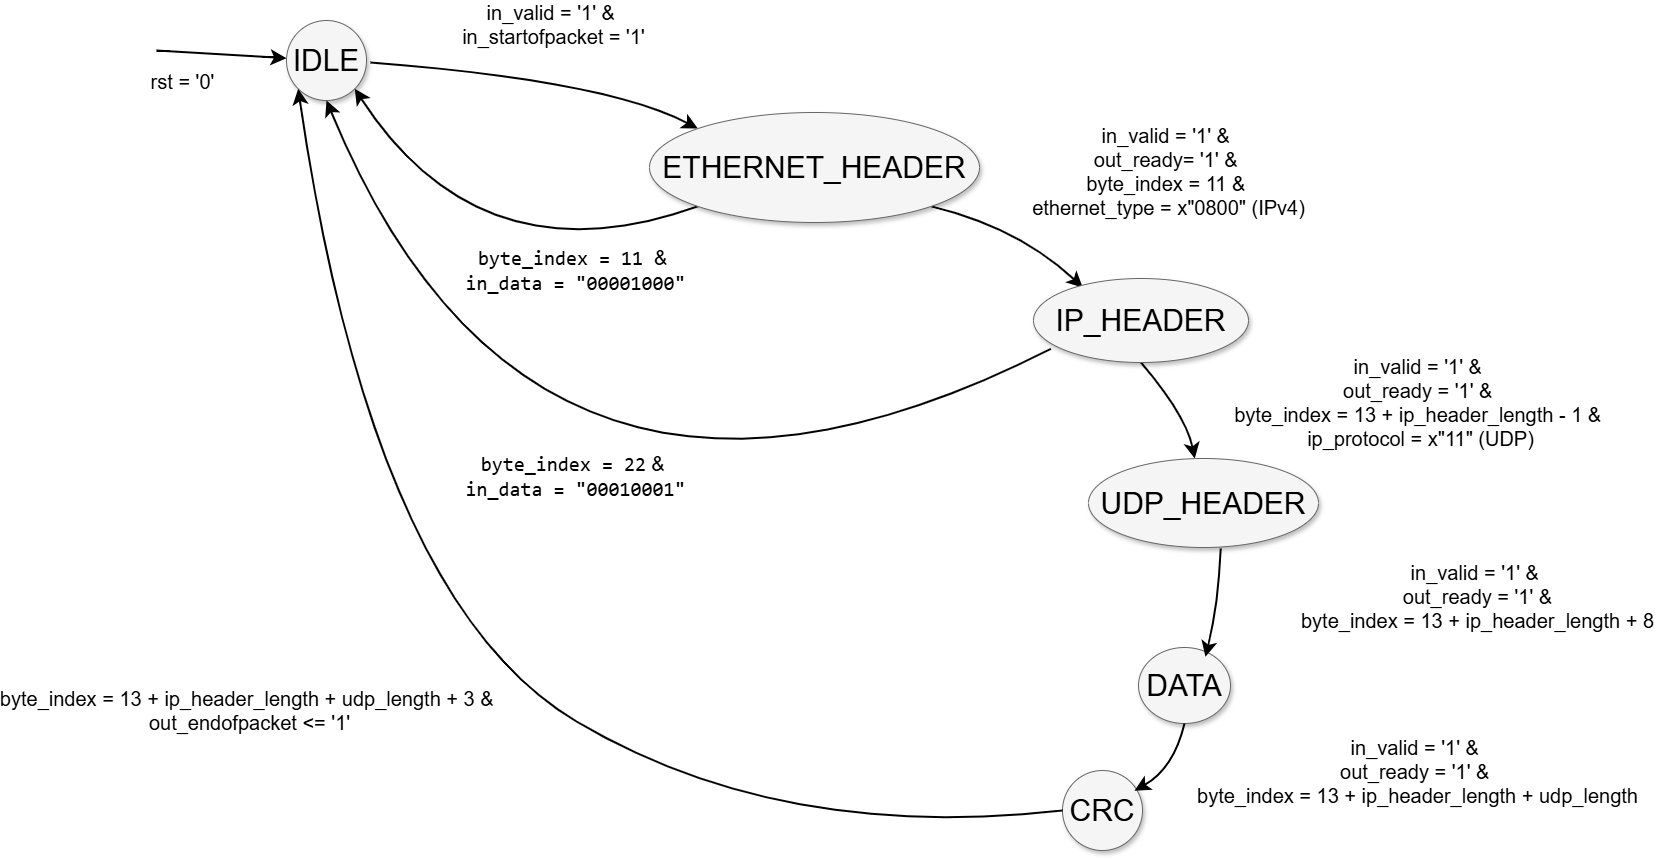 in_valid = '1' &
in_startofpacket = '1'
IDLE
rst = '0'
ETHERNET_HEADER
in_valid = '1' &
out_ready= '1' &
byte_index = 11 &
ethernet_type = x"0800" (IPv4)
byte_index = 11 &
in_data = "00001000"
IP_HEADER
in_valid = '1' &
out_ready = '1' &
byte_index = 13 + ip_header_length - 1 &
ip_protocol = x"11" (UDP)
byte_index = 22 &
in_data = "00010001"
UDP_HEADER
in_valid = '1' &
out_ready = '1' &
byte_index = 13 + ip_header_length + 8
DATA
byte_index = 13 + ip_header_length + udp_length + 3 &
out_endofpacket <= '1'
in_valid = '1' &
out_ready = '1' &
byte_index = 13 + ip_header_length + udp_length
CRC